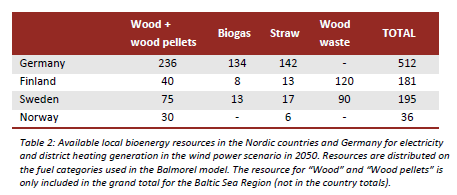 Wood + wood pellets Biogas Straw Wood waste TOTAL
Germany 236 134 142 - 512
Finland 40 8 13 120 181
Sweden 75 13 17 90 195
Norway 30 - 6 36
Table 2: Available local bioenergy resources in the Nordic countries and Germany for electricity
and district heating generation in the wind power scenario in 2050. Resources are distributed on
the fuel categories used in the Balmorel model. The resource for “Wood” and “Wood pellets” is
only included in the grand total for the Baltic Sea Region (not in the country totals).